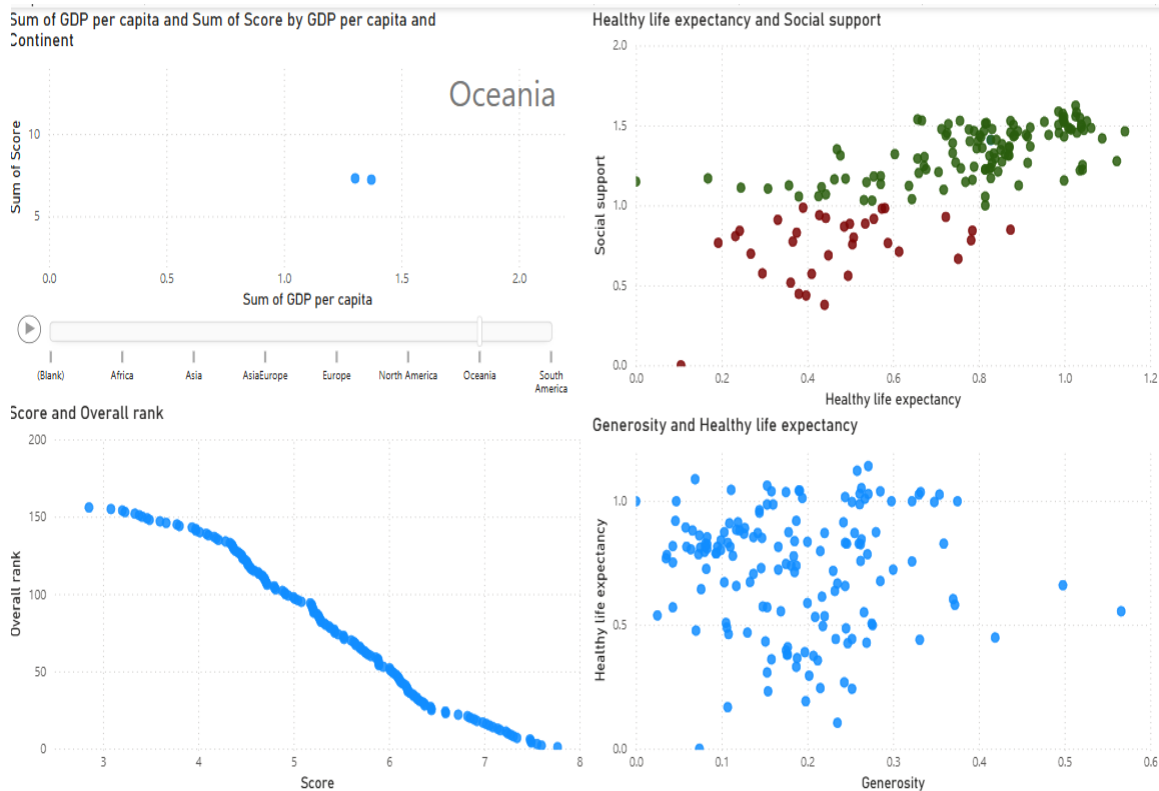 Sum of GDP per capita and Sum of Score by GDP per capita and
Continent
Oceania
Sum of Score
10
5
0.0 0.5 1.0 1.5 2.0
Sum of GDP per capita
(Blank) Africa Asia AsiaEurope Europe North America Oceania South
America
Healthy life expectancy and Social support
Social support
2.0
1.5
1.0
0.5
0.0
0.0 0.2 0.4 0.6 0.8 1.0 1.2
Healthy life expectancy
Score and Overall rank
Overall rank
200
150
100
50
0
3 4 5 6 7 8
Score
Generosity and Healthy life expectancy
Healthy life expectancy
1.0
0.5
0.0
0.0 0.1 0.2 0.3 0.4 0.5 0.6
Generosity